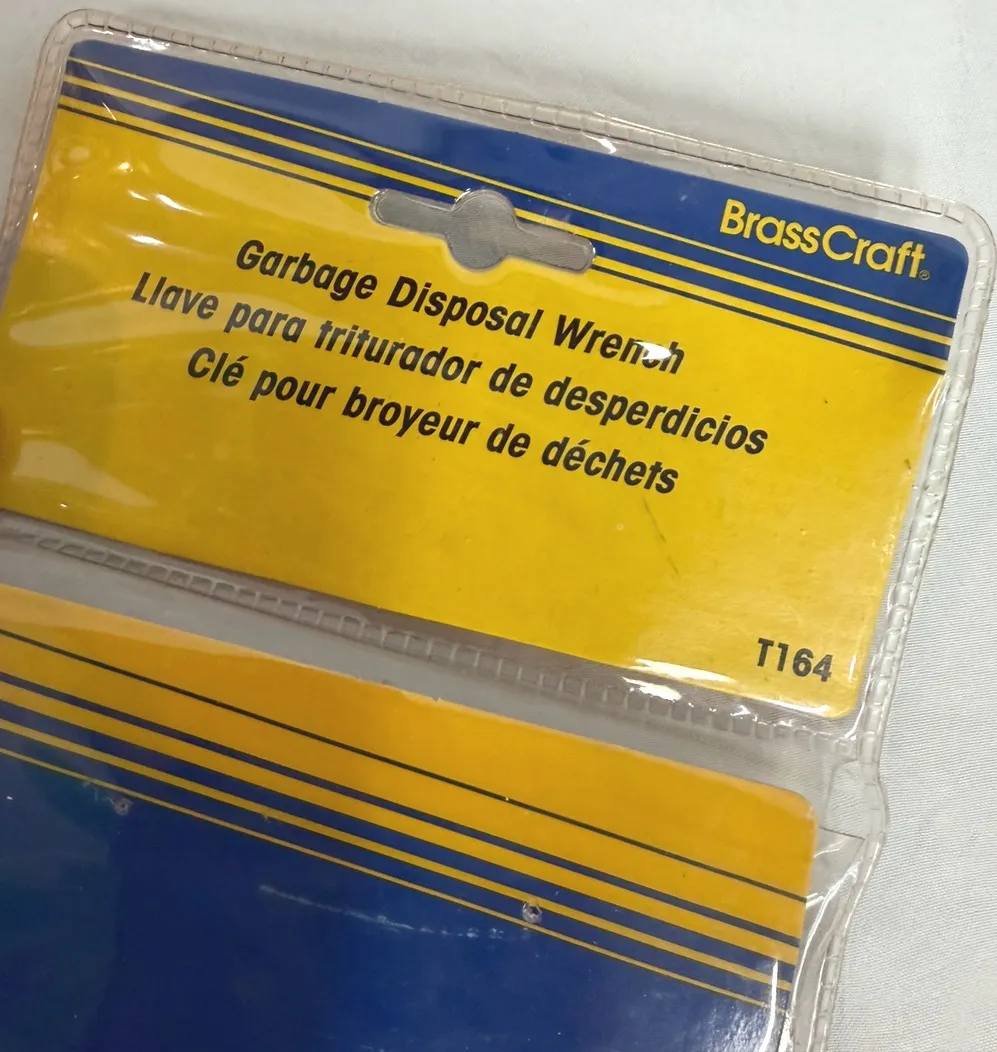 BrassCraft®
Garbage Disposal Wrench
Llave para triturador de desperdicios
Clé pour broyeur de déchets
T164